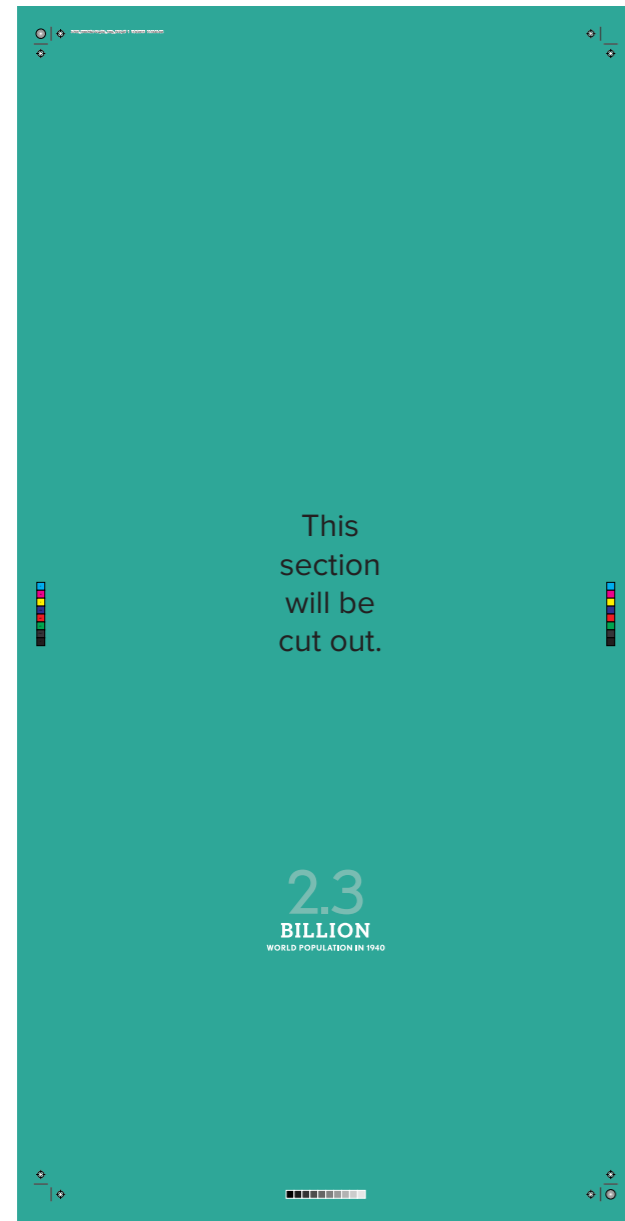 This
section
will be
cut out.
2.3
BILLION
WORLD POPULATION IN 1940